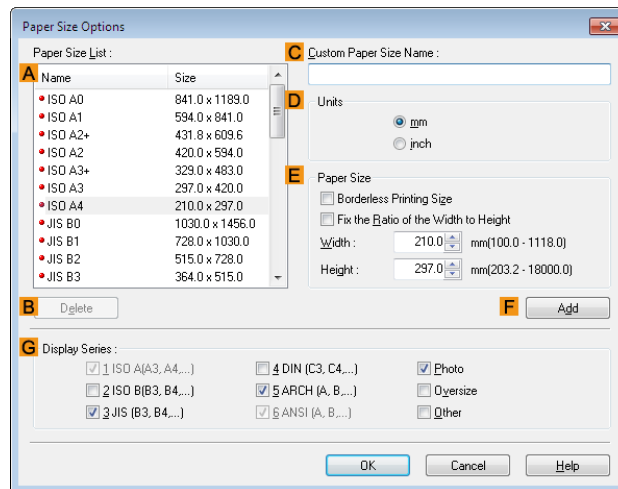 Paper Size Options
Paper Size List :
A Name Size
ISO A0 841.0 x 1189.0
ISO A1 594.0 x 841.0
ISO A2+ 431.8 x 609.6
ISO A2 420.0 x 594.0
ISO A3+ 329.0 x 483.0
ISO A3 297.0 x 420.0
ISO A4 210.0 x 297.0
JIS B0 1030.0 x 1456.0
JIS B1 728.0 x 1030.0
JIS B2 515.0 x 728.0
JIS B3 364.0 x 515.0
B Delete
C Custom Paper Size Name :
D Units
mm
inch
E Paper Size
Borderless Printing Size
Fix the Ratio of the Width to Height
Width : 210.0 mm(100.0 - 1118.0)
Height : 297.0 mm(203.2 - 18000.0)
F Add
G Display Series :
1 ISO A(A3, A4,...) 4 DIN (C3, C4,...) Photo
2 ISO B(B3, B4,...) 5 ARCH (A, B,...) Oversize
3 JIS (B3, B4,...) 6 ANSI (A, B,...) Other
OK Cancel Help